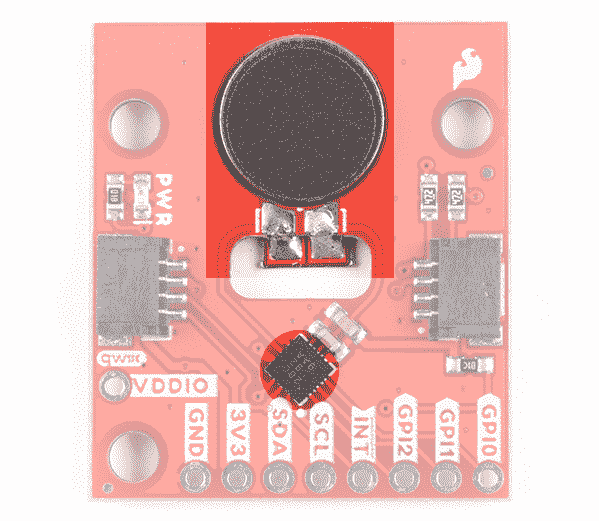 PWR
qwiic
VDDIO
GND
3V3
SDA
SCL
INT
GPI2
GPI1
GPI0